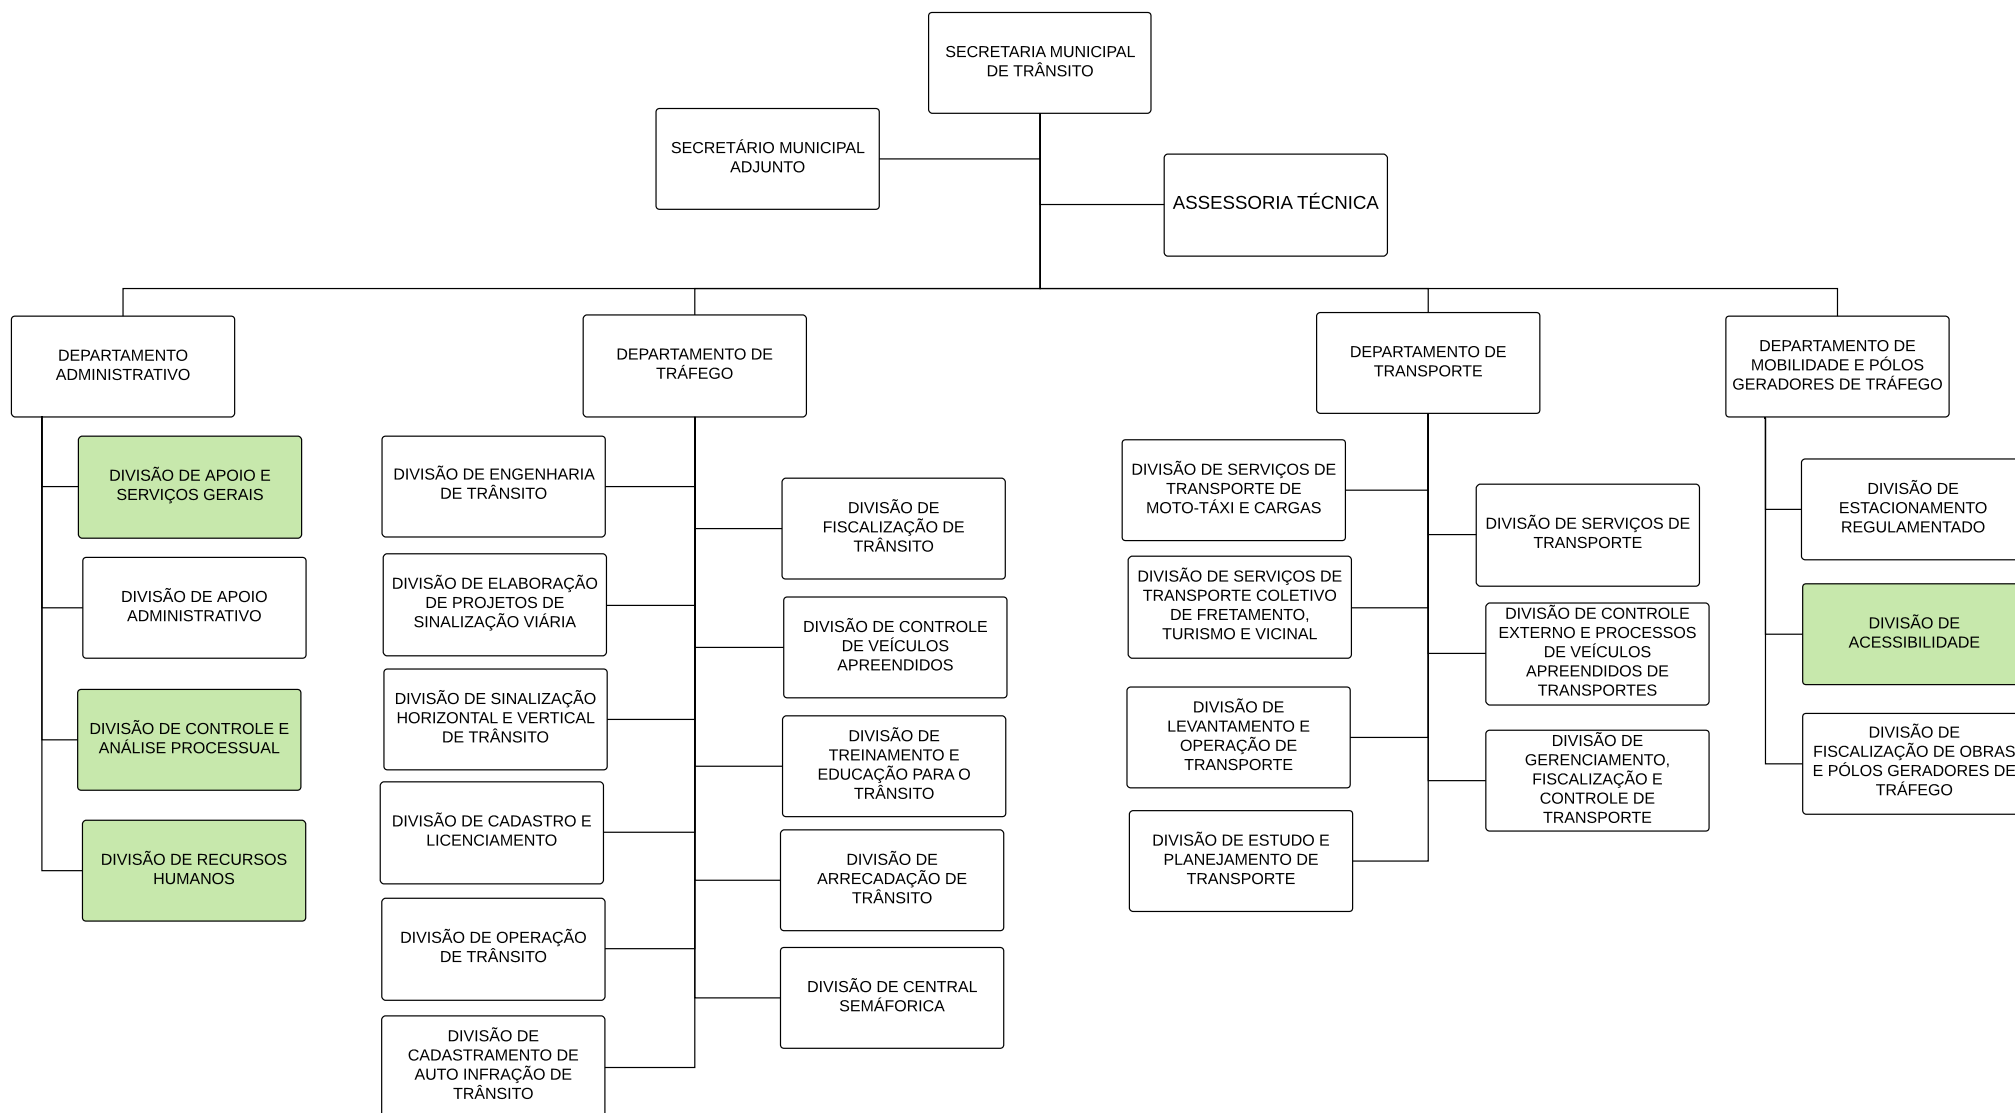 SECRETARIA MUNICIPAL
DE TRÂNSITO
SECRETÁRIO MUNICIPAL
ADJUNTO
ASSESSORIA TÉCNICA
DEPARTAMENTO
ADMINISTRATIVO
DIVISÃO DE APOIO E
SERVIÇOS GERAIS
DIVISÃO DE APOIO
ADMINISTRATIVO
DIVISÃO DE CONTROLE E
ANÁLISE PROCESSUAL
DIVISÃO DE RECURSOS
HUMANOS
DEPARTAMENTO DE
TRÁFEGO
DIVISÃO DE ENGENHARIA
DE TRÂNSITO
DIVISÃO DE ELABORAÇÃO
DE PROJETOS DE
SINALIZAÇÃO VIÁRIA
DIVISÃO DE SINALIZAÇÃO
HORIZONTAL E VERTICAL
DE TRÂNSITO
DIVISÃO DE CADASTRO E
LICENCIAMENTO
DIVISÃO DE OPERAÇÃO
DE TRÂNSITO
DIVISÃO DE
CADASTRAMENTO DE
AUTO INFRAÇÃO DE
TRÂNSITO
DIVISÃO DE
FISCALIZAÇÃO DE
TRÂNSITO
DIVISÃO DE CONTROLE
DE VEÍCULOS
APREENDIDOS
DIVISÃO DE
TREINAMENTO E
EDUCAÇÃO PARA O
TRÂNSITO
DIVISÃO DE
ARRECADAÇÃO DE
TRÂNSITO
DIVISÃO DE CENTRAL
SEMÁFORICA
DEPARTAMENTO DE
TRANSPORTE
DIVISÃO DE SERVIÇOS DE
TRANSPORTE DE
MOTO-TÁXI E CARGAS
DIVISÃO DE SERVIÇOS DE
TRANSPORTE COLETIVO
DE FRETAMENTO,
TURISMO E VICINAL
DIVISÃO DE
LEVANTAMENTO E
OPERAÇÃO DE
TRANSPORTE
DIVISÃO DE ESTUDO E
PLANEJAMENTO DE
TRANSPORTE
DIVISÃO DE SERVIÇOS DE
TRANSPORTE
DIVISÃO DE CONTROLE
EXTERNO E PROCESSOS
DE VEÍCULOS
APREENDIDOS DE
TRANSPORTES
DIVISÃO DE
GERENCIAMENTO,
FISCALIZAÇÃO E
CONTROLE DE
TRANSPORTE
DEPARTAMENTO DE
MOBILIDADE E PÓLOS
GERADORES DE TRÁFEGO
DIVISÃO DE
ESTACIONAMENTO
REGULAMENTADO
DIVISÃO DE
ACESSIBILIDADE
DIVISÃO DE
FISCALIZAÇÃO DE OBRAS
E PÓLOS GERADORES DE
TRÁFEGO